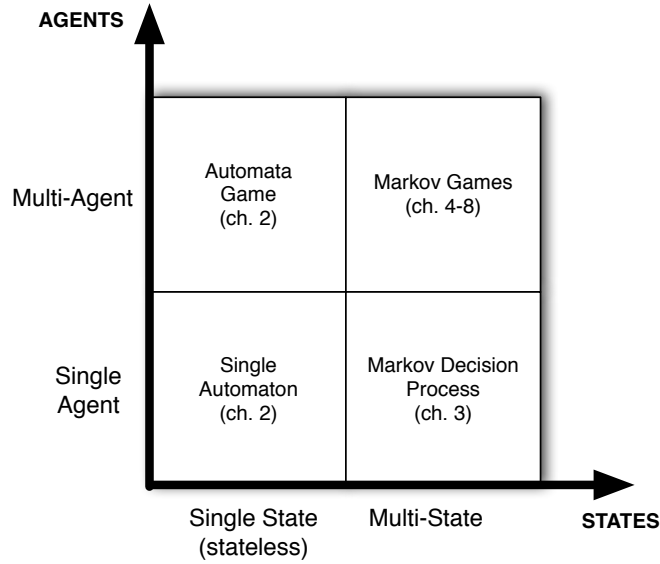 AGENTS
Multi-Agent
Automata
Game
(ch. 2)
Markov Games
(ch. 4-8)
Single
Agent
Single
Automaton
(ch. 2)
Markov Decision
Process
(ch. 3)
Single State
(stateless)
Multi-State
STATES